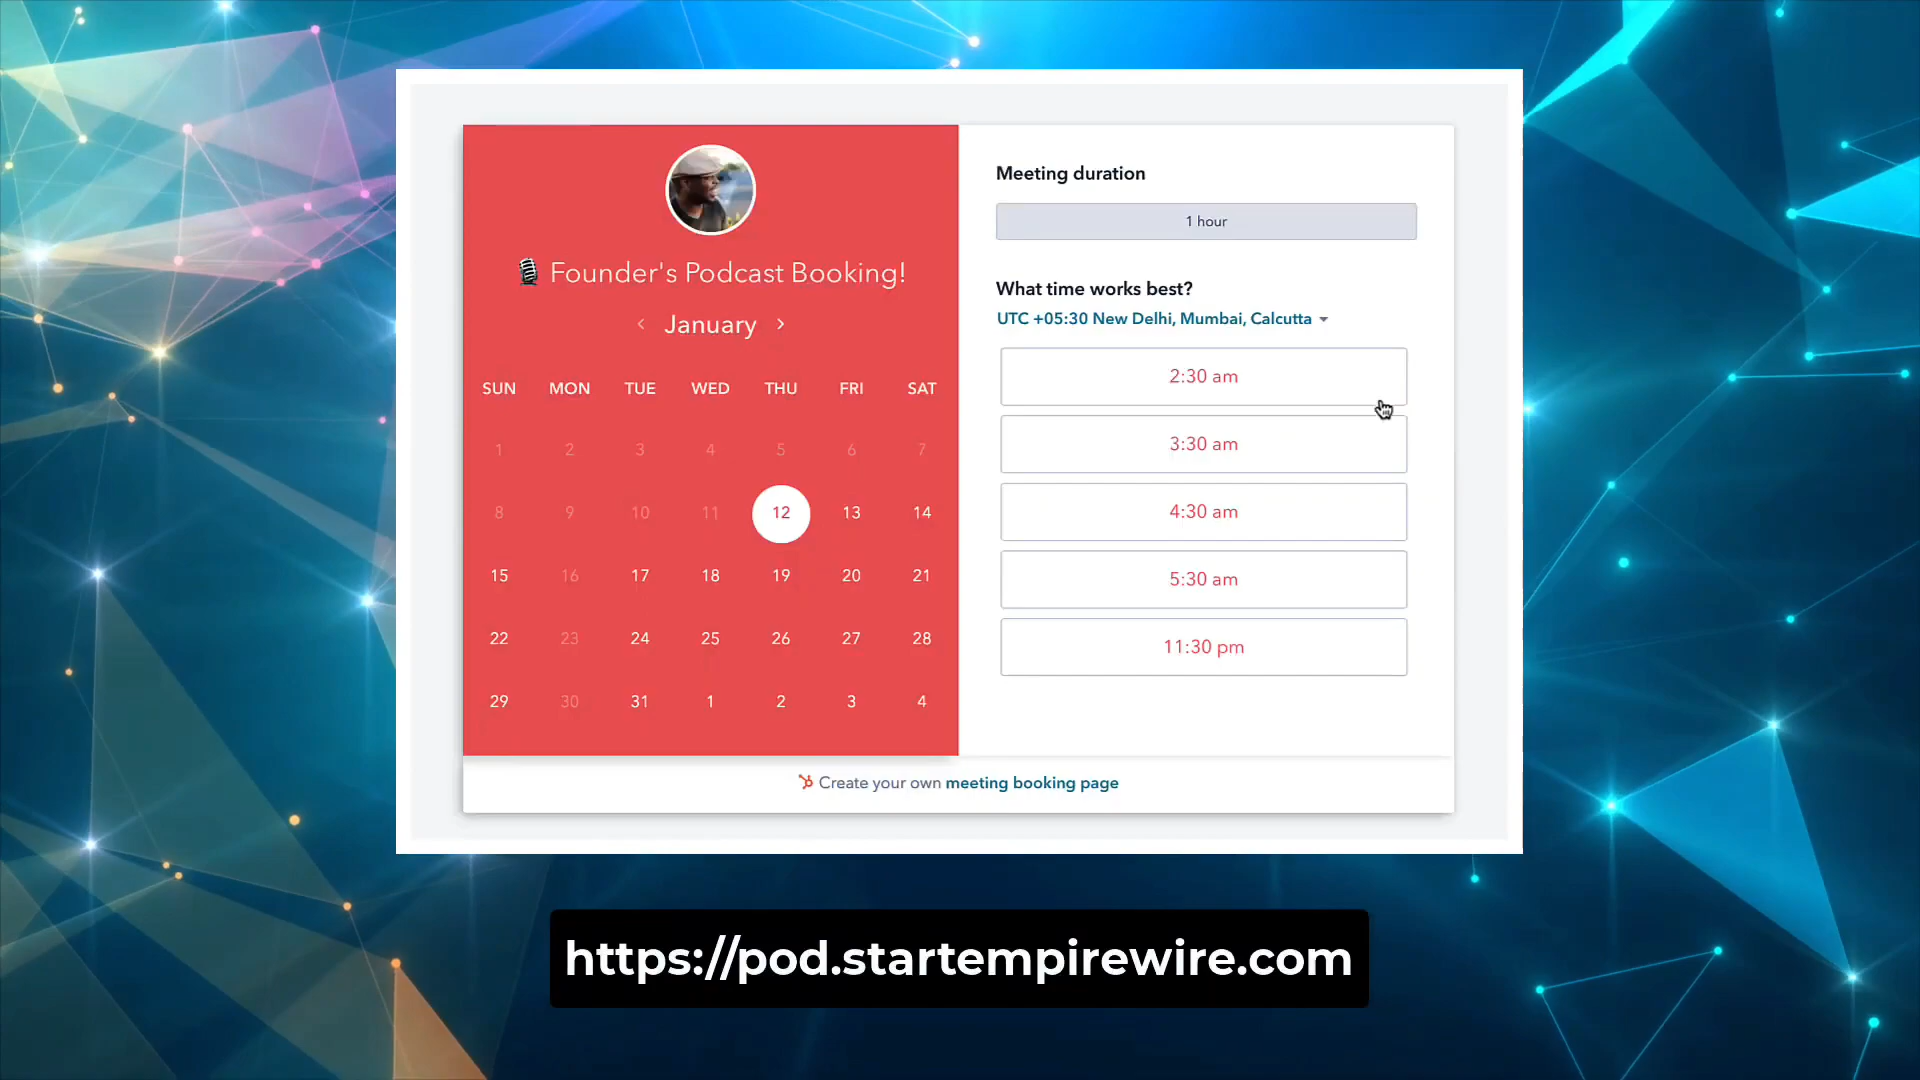 🎙 Founder's Podcast Booking!
< January >
SUN MON TUE WED THU FRI SAT
1 2 3 4 5 6 7
8 9 10 11 12 13 14
15 16 17 18 19 20 21
22 23 24 25 26 27 28
29 30 31 1 2 3 4
Meeting duration
1 hour
What time works best?
UTC +05:30 New Delhi, Mumbai, Calcutta
2:30 am
3:30 am
4:30 am
5:30 am
11:30 pm
Create your own meeting booking page
https://pod.startempirewire.com